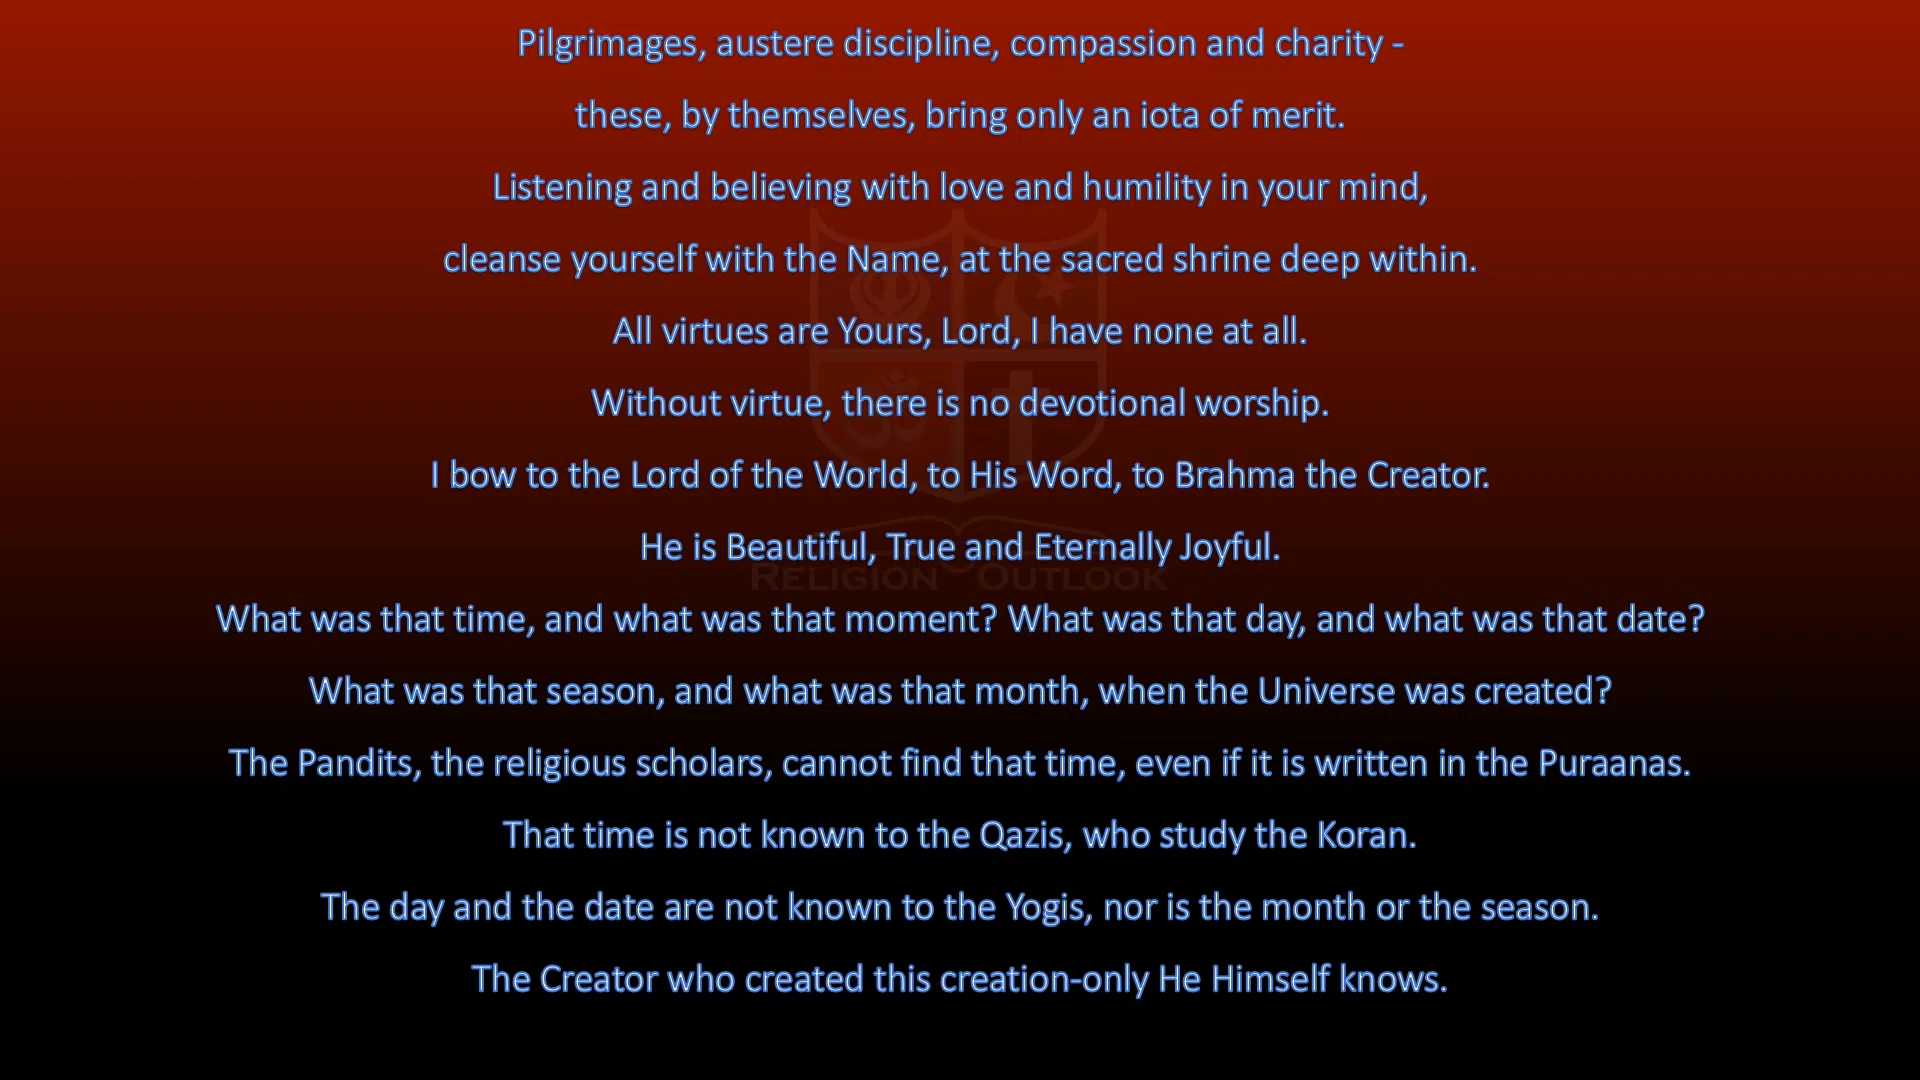 Pilgrimages, austere discipline, compassion and charity -
these, by themselves, bring only an iota of merit.
Listening and believing with love and humility in your mind,
cleanse yourself with the Name, at the sacred shrine deep within.
All virtues are Yours, Lord, I have none at all.
Without virtue, there is no devotional worship.
I bow to the Lord of the World, to His Word, to Brahma the Creator.
He is Beautiful, True and Eternally Joyful.
RELIGION OUTLOOK
What was that time, and what was that moment? What was that day, and what was that date?
What was that season, and what was that month, when the Universe was created?
The Pandits, the religious scholars, cannot find that time, even if it is written in the Puraanas.
That time is not known to the Qazis, who study the Koran.
The day and the date are not known to the Yogis, nor is the month or the season.
The Creator who created this creation-only He Himself knows.